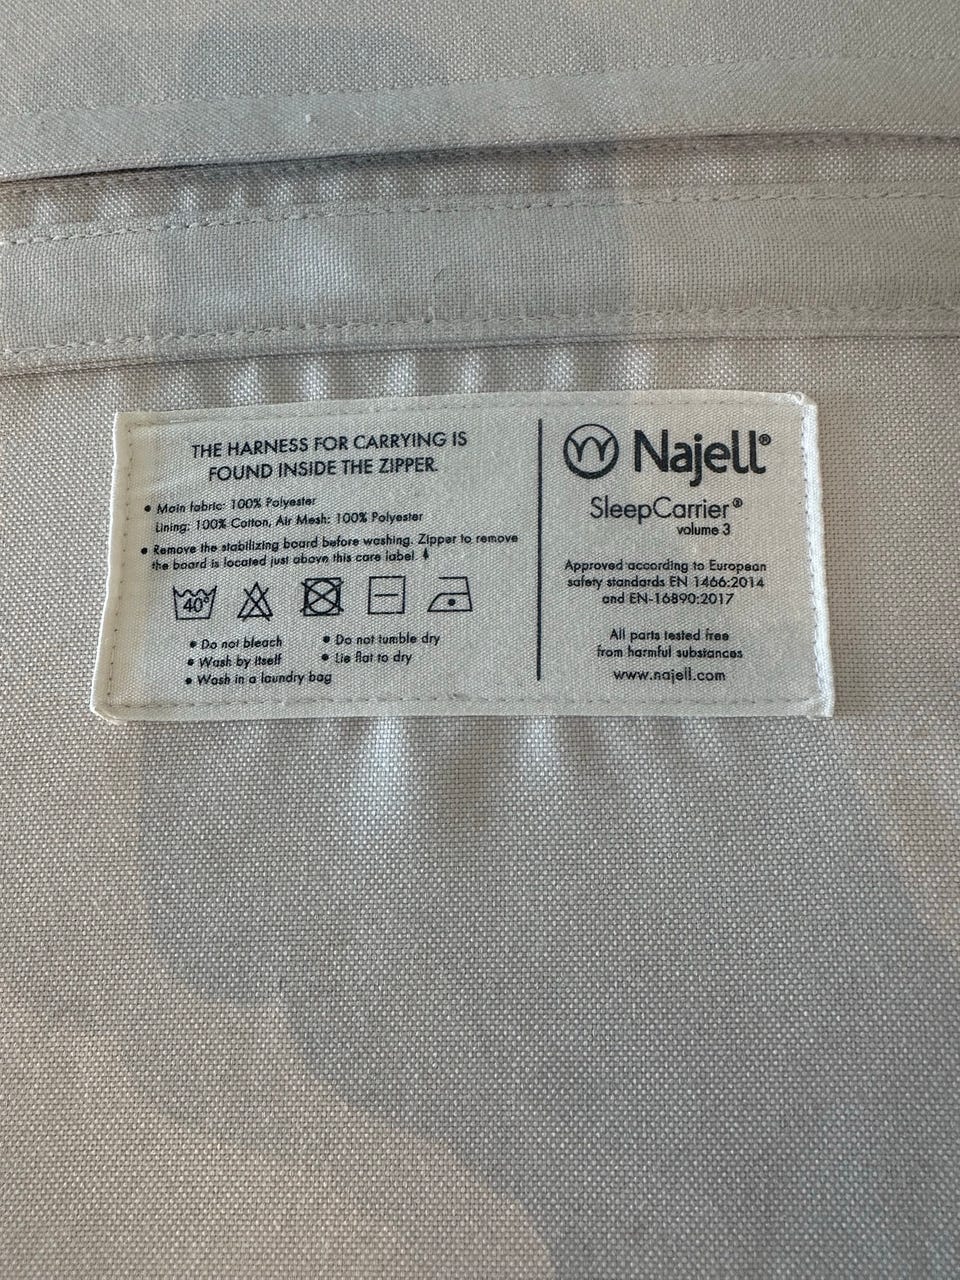 THE HARNESS FOR CARRYING IS
FOUND INSIDE THE ZIPPER.
• Main fabric: 100% Polyester
Lining: 100% Cotton, Air Mesh: 100% Polyester
• Remove the stabilizing board before washing. Zipper to remove
the board is located just above this care label.
40°
• Do not bleach
• Wash by itself
• Wash in a laundry bag
• Do not tumble dry
• Lie flat to dry
Najell®
SleepCarrier®
volume 3
Approved according to European
safety standards EN 1466:2014
and EN-16890:2017
All parts tested free
from harmful substances
www.najell.com